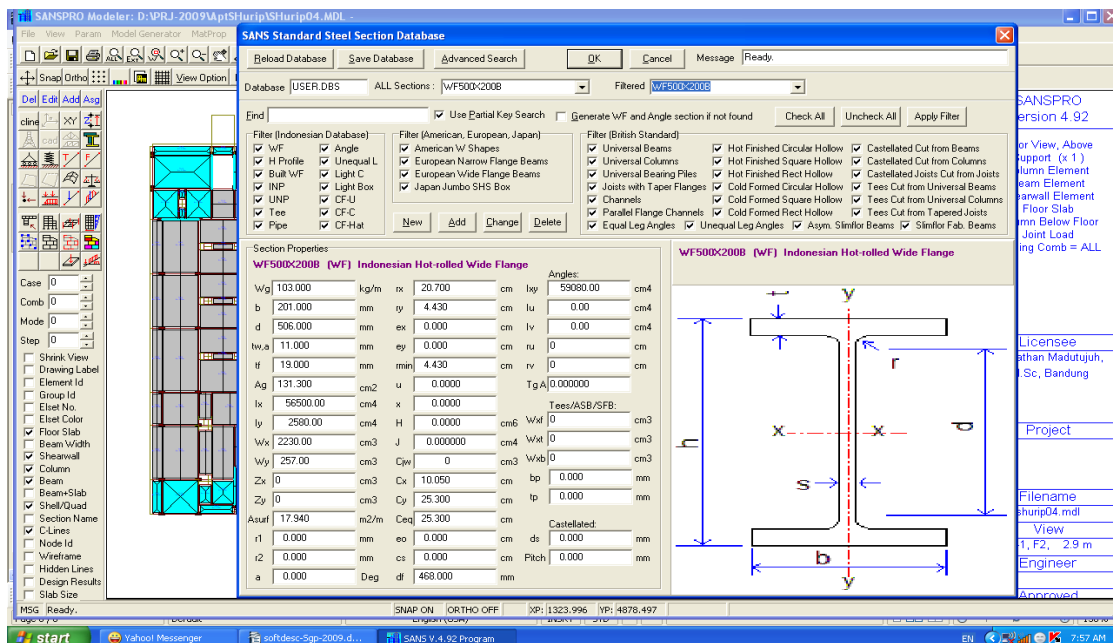 SANSPRO Modeler: D:\PRJ-2009\AptSHurip\SHurip04.MDL -
File View Param Model Generator MatProp
Snap Ortho View Option
Del Edit Add Asg
cline XY
cad
Case 0
Comb 0
Mode 0
Step 0
Shrink View
Drawing Label
Element Id
Group Id
Elset No.
Elset Color
Floor Slab
Beam Width
Shearwall
Column
Beam
Beam+Slab
Shell/Quad
Section Name
C-Lines
Node Id
Wireframe
Hidden Lines
Design Results
Slab Size
SANS Standard Steel Section Database
Reload Database Save Database Advanced Search OK Cancel Message Ready.
Database USER.DBS ALL Sections : WF500X200B Filtered WF500X200B
Find Use Partial Key Search Generate WF and Angle section if not found Check All Uncheck All Apply Filter
Filter (Indonesian Database)
WF Angle
H Profile Unequal L
Built WF Light C
INP Light Box
UNP CF-U
Tee CF-C
Pipe CF-Hat
Filter (American, European, Japan)
American W Shapes
European Narrow Flange Beams
European Wide Flange Beams
Japan Jumbo SHS Box
New Add Change Delete
Filter (British Standard)
Universal Beams Hot Finished Circular Hollow Castellated Cut from Beams
Universal Columns Hot Finished Square Hollow Castellated Cut from Columns
Universal Bearing Piles Hot Finished Rect Hollow Castellated Joists Cut from Joists
Joists with Taper Flanges Cold Formed Circular Hollow Tees Cut from Universal Beams
Channels Cold Formed Square Hollow Tees Cut from Universal Columns
Parallel Flange Channels Cold Formed Rect Hollow Tees Cut from Tapered Joists
Equal Leg Angles Unequal Leg Angles Asym. Slimflor Beams Slimflor Fab. Beams
Section Properties
WF500X200B (WF) Indonesian Hot-rolled Wide Flange
Angles:
Wg 103.000 kg/m rx 20.700 cm Ixy 59080.00 cm4
b 201.000 mm ry 4.430 cm Iu 0.00 cm4
d 506.000 mm ex 0.000 cm Iv 0.00 cm4
tw,a 11.000 mm ey 0.000 cm ru 0 cm
tf 19.000 mm rmin 4.430 cm rv 0 cm
Ag 131.300 cm2 u 0.0000 Tg A 0.000000
Ix 56500.00 cm4 x 0.0000 Tees/ASB/SFB:
Iy 2580.00 cm4 H 0.0000 cm6 Wxf 0 cm3
Wx 2230.00 cm3 J 0.000000 cm4 Wxt 0 cm3
Wy 257.00 cm3 Cjw 0 cm3 Wxb 0 cm3
Zx 0 cm3 Cx 10.050 cm bp 0.000 mm
Zy 0 cm3 Cy 25.300 cm tp 0.000 mm
Asurf 17.940 m2/m Ceq 25.300 cm Castellated:
r1 0.000 mm eo 0.000 cm ds 0.000 mm
r2 0.000 mm cs 0.000 cm Pitch 0.000 mm
a 0.000 Deg df 468.000 mm
WF500X200B (WF) Indonesian Hot-rolled Wide Flange
t y
r
h x x d
s
b
y
SANSPRO
ersion 4.92
or View, Above
upport (x 1 )
lumn Element
eam Element
earwall Element
Floor Slab
mn Below Floor
Joint Load
ing Comb = ALL
Licensee
athan Madutujuh,
.Sc, Bandung
Project
Filename
shurip04.mdl
View
1, F2, 2.9 m
Engineer
Approved
MSG Ready. SNAP ON ORTHO OFF XP: 1323.996 YP: 4878.497
start Yahoo! Messenger softdesc-Sgp-2009.d... SANS V.4.92 Program EN 7:57 AM